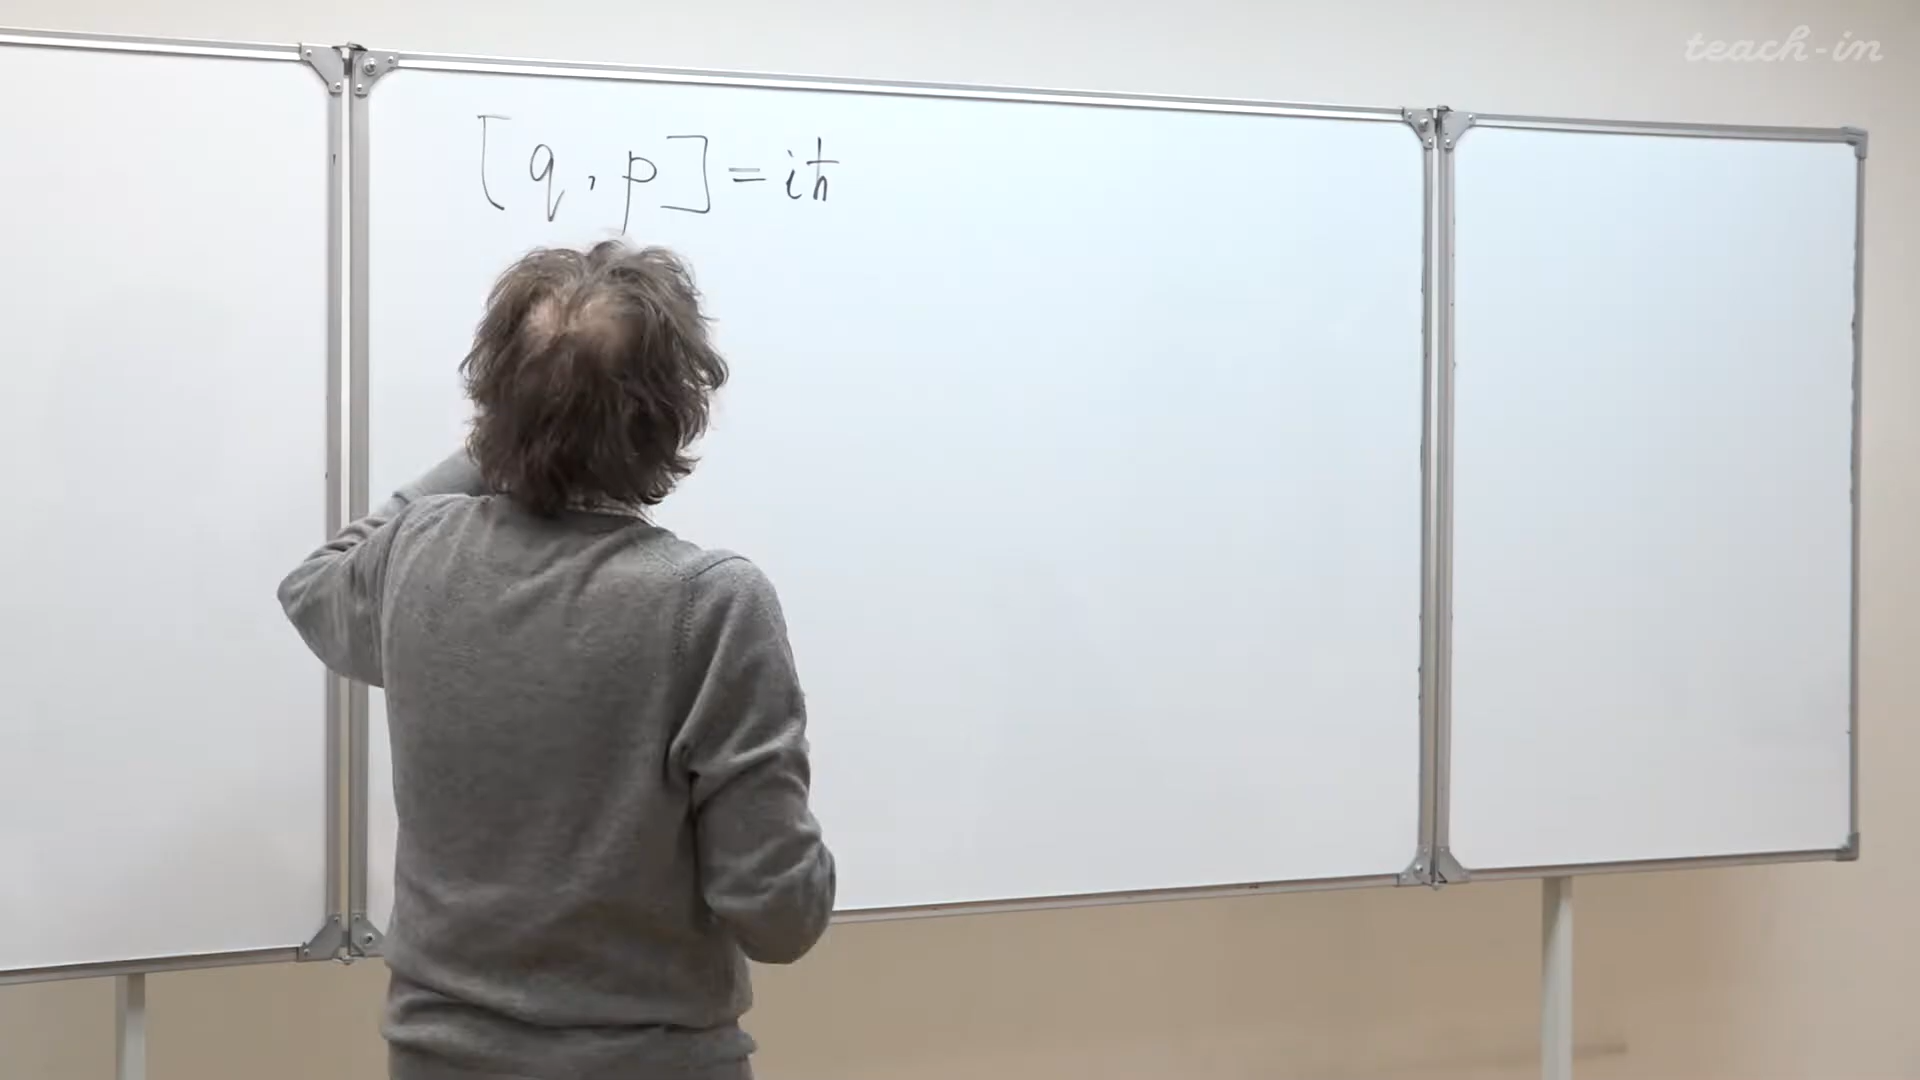 teach-in
[q, p] = iħ